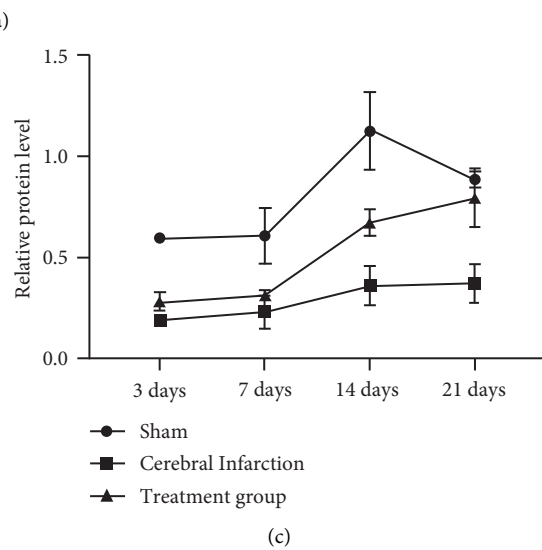 Relative protein level
1.5
1.0
0.5
0.0
3 days 7 days 14 days 21 days
Sham
Cerebral Infarction
Treatment group
(c)